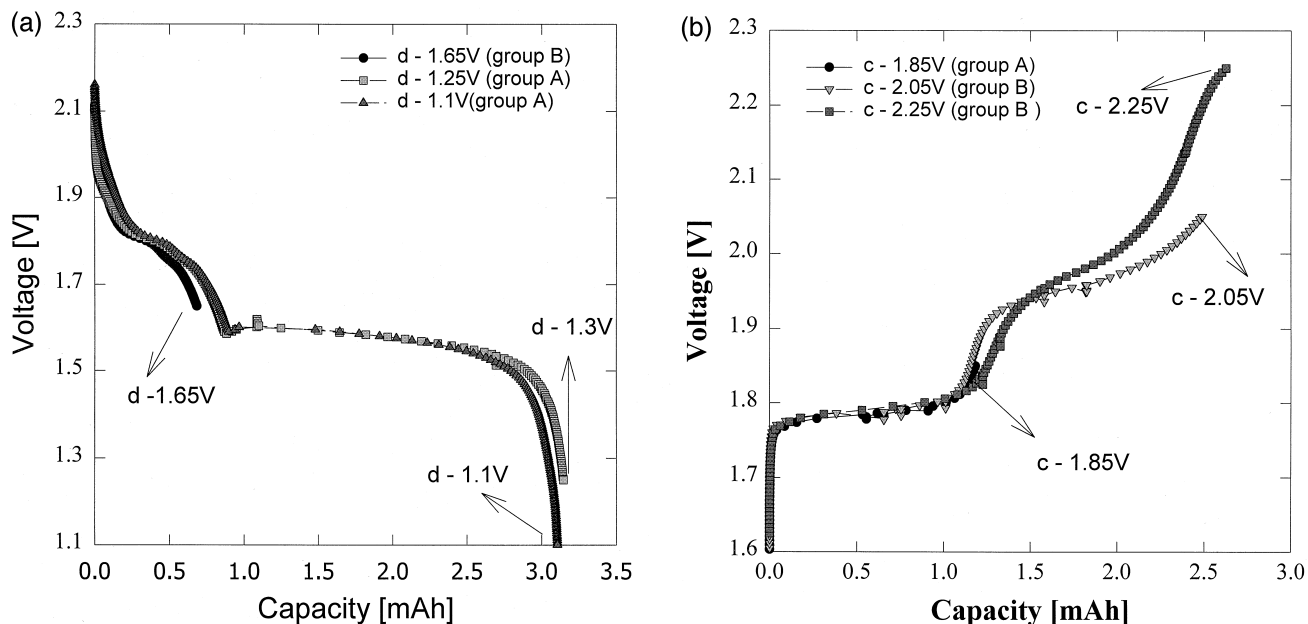 (a)
2.3
2.1
1.9
1.7
1.5
1.3
1.1
Voltage [V]
d - 1.65V (group B)
d - 1.25V (group A)
d - 1.1V(group A)
d -1.65V
d - 1.3V
d - 1.1V
0.0 0.5 1.0 1.5 2.0 2.5 3.0 3.5
Capacity [mAh]
(b)
2.3
2.2
2.1
2.0
1.9
1.8
1.7
1.6
Voltage [V]
c - 1.85V (group A)
c - 2.05V (group B)
c - 2.25V (group B )
c - 2.25V
c - 2.05V
c - 1.85V
0.0 0.5 1.0 1.5 2.0 2.5 3.0
Capacity [mAh]